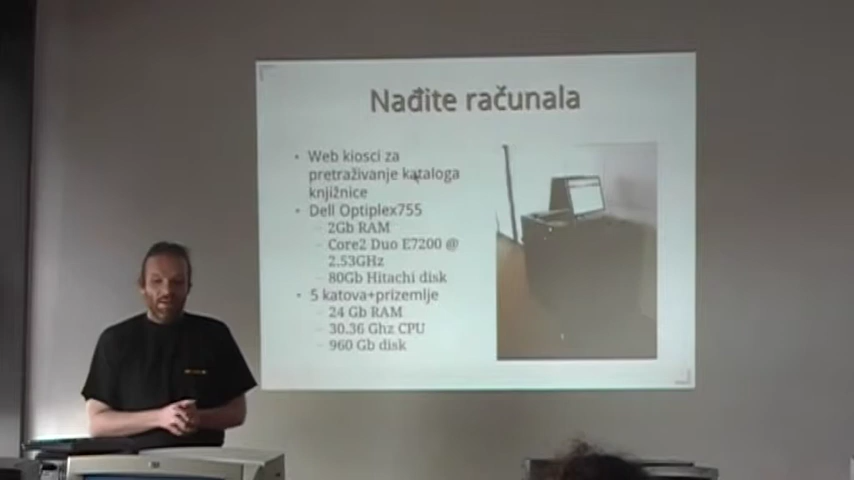 Nađite računala
• Web kiosci za
pretraživanje kataloga
knjižnice
• Dell Optiplex755
– 2Gb RAM
– Core2 Duo E7200 @
2.53GHz
– 80Gb Hitachi disk
• 5 katova+prizemlje
– 24 Gb RAM
– 30.36 Ghz CPU
– 960 Gb disk